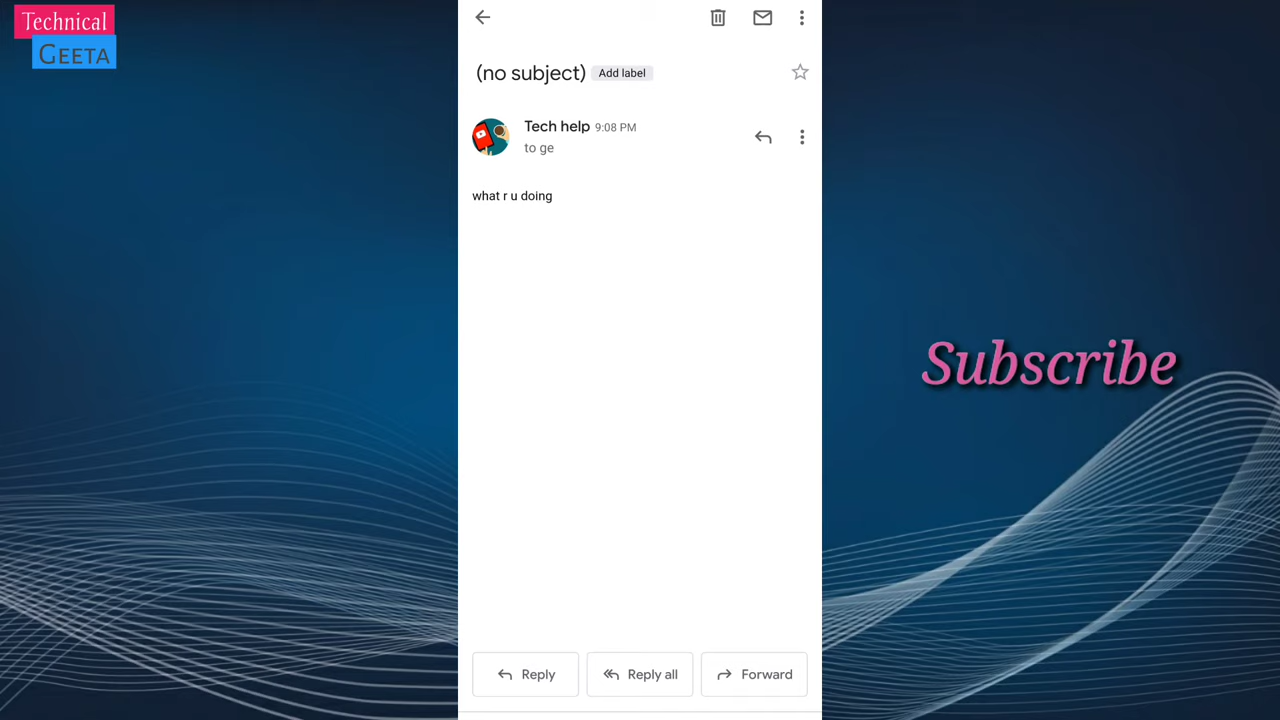 Technical
GEETA
(no subject) Add label
Tech help 9:08 PM
to ge
what r u doing
Subscribe
Reply
Reply all
Forward